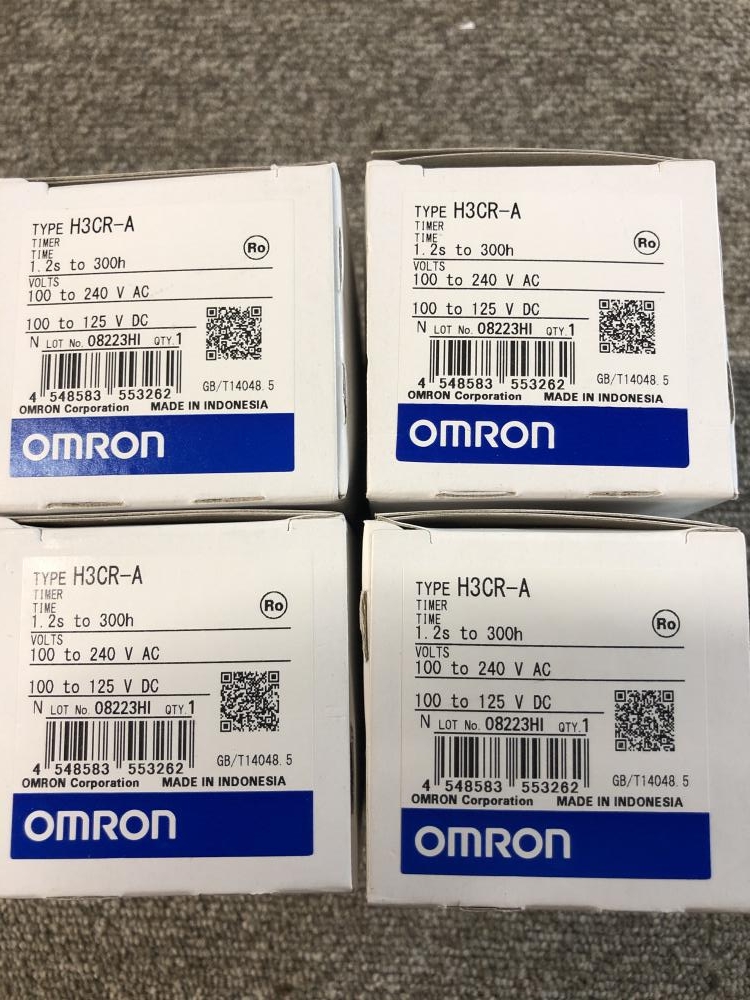 TYPE H3CR-A
TIMER
TIME
1.2s to 300h
Ro
VOLTS
100 to 240 V AC
100 to 125 V DC
N LOT No. 08223HI QTY.1
4 548583 553262
GB/T14048.5
OMRON Corporation MADE IN INDONESIA
OMRON
TYPE H3CR-A
TIMER
TIME
1.2s to 300h
Ro
VOLTS
100 to 240 V AC
100 to 125 V DC
N LOT No. 08223HI QTY.1
4 548583 553262
GB/T14048.5
OMRON Corporation MADE IN INDONESIA
OMRON
TYPE H3CR-A
TIMER
TIME
1.2s to 300h
Ro
VOLTS
100 to 240 V AC
100 to 125 V DC
N LOT No. 08223HI QTY.1
4 548583 553262
GB/T14048.5
OMRON Corporation MADE IN INDONESIA
OMRON
TYPE H3CR-A
TIMER
TIME
1.2s to 300h
Ro
VOLTS
100 to 240 V AC
100 to 125 V DC
N LOT No. 08223HI QTY.1
4 548583 553262
GB/T14048.5
OMRON Corporation MADE IN INDONESIA
OMRON